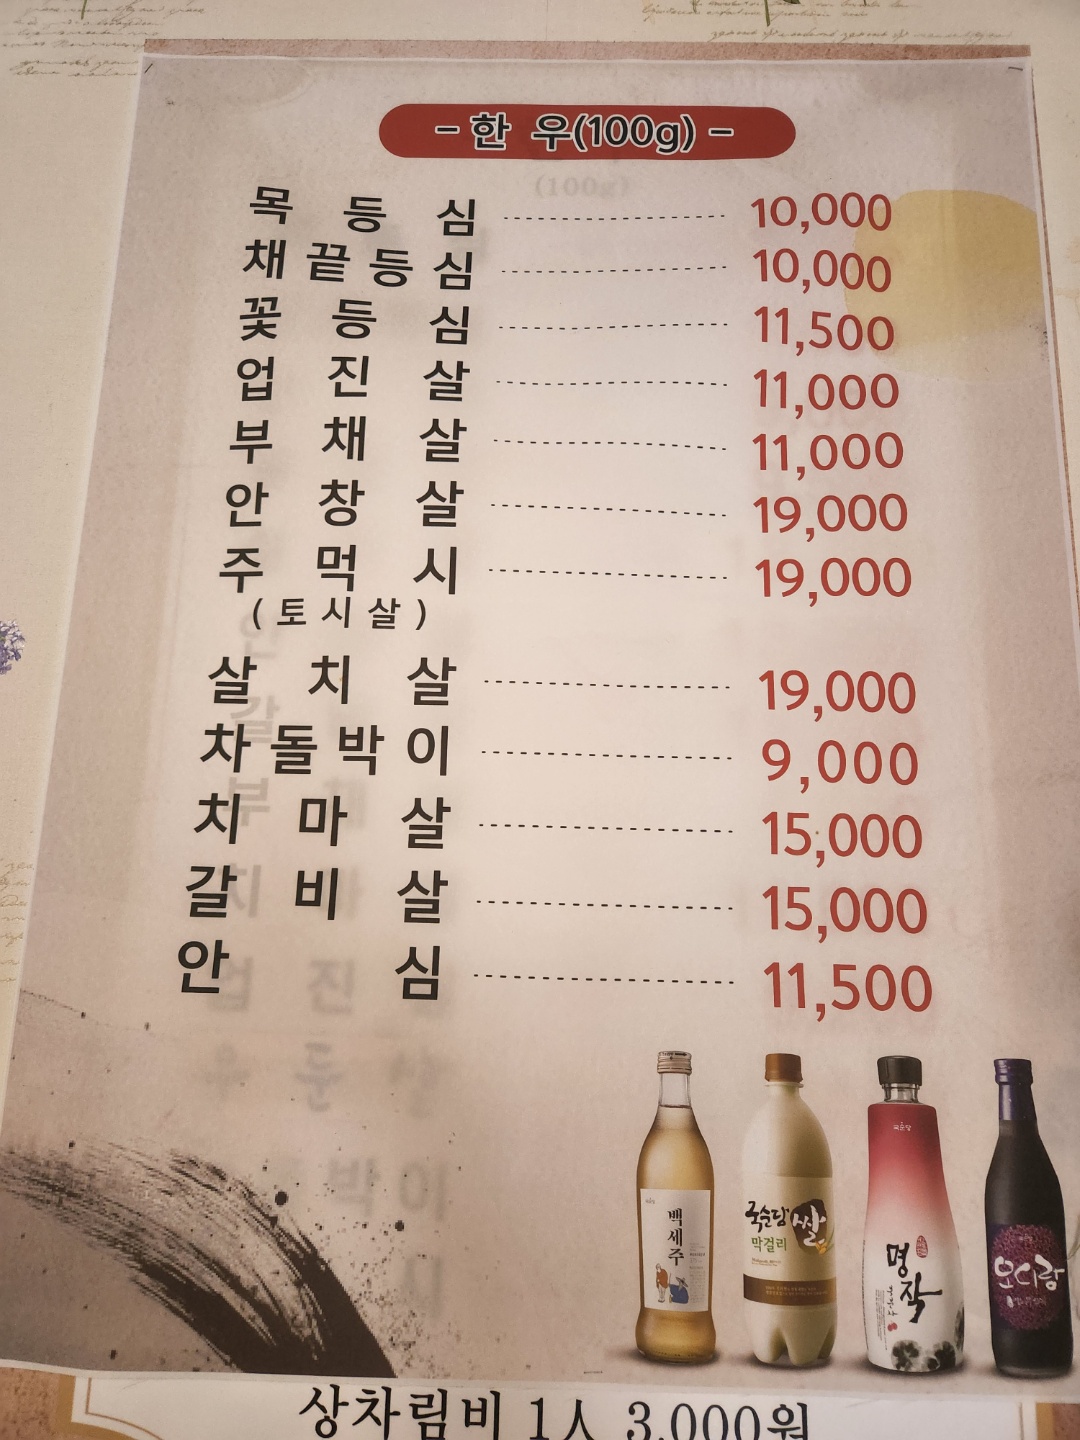 - 한 우(100g) -
목 등 심 10,000
채 끝 등 심 10,000
꽃 등 심 11,500
업 진 살 11,000
부 채 살 11,000
안 창 살 19,000
주 먹 시 19,000
( 토 시 살 )
살 치 살 19,000
차 돌 박 이 9,000
치 마 살 15,000
갈 비 살 15,000
안 심 11,500
백세주
국순당 쌀
막걸리
명작
오디랑
상차림비 1人 3,000원